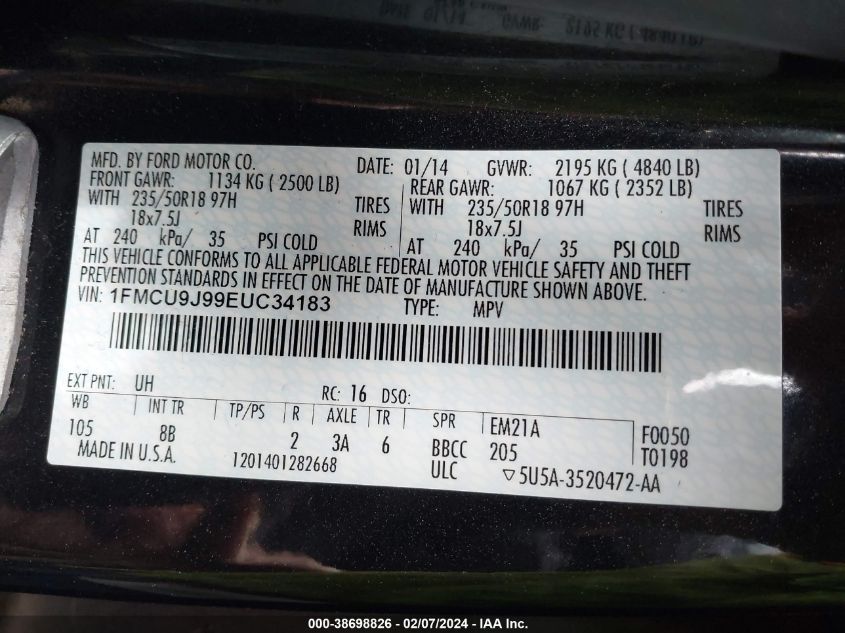 MFD. BY FORD MOTOR CO. DATE: 01/14 GVWR: 2195 KG ( 4840 LB)
FRONT GAWR: 1134 KG ( 2500 LB) REAR GAWR: 1067 KG ( 2352 LB)
WITH 235/50R18 97H TIRES WITH 235/50R18 97H TIRES
18x7.5J RIMS 18x7.5J RIMS
AT 240 kPa/ 35 PSI COLD AT 240 kPa/ 35 PSI COLD
THIS VEHICLE CONFORMS TO ALL APPLICABLE FEDERAL MOTOR VEHICLE SAFETY AND THEFT
PREVENTION STANDARDS IN EFFECT ON THE DATE OF MANUFACTURE SHOWN ABOVE.
VIN: 1FMCU9J99EUC34183 TYPE: MPV
EXT PNT: UH RC: 16 DSO:
WB INT TR TP/PS R AXLE TR SPR EM21A F0050
105 8B 2 3A 6 BBCC 205 T0198
MADE IN U.S.A. 1201401282668 ULC ▽5U5A-3520472-AA
000-38698826 - 02/07/2024 - IAA Inc.